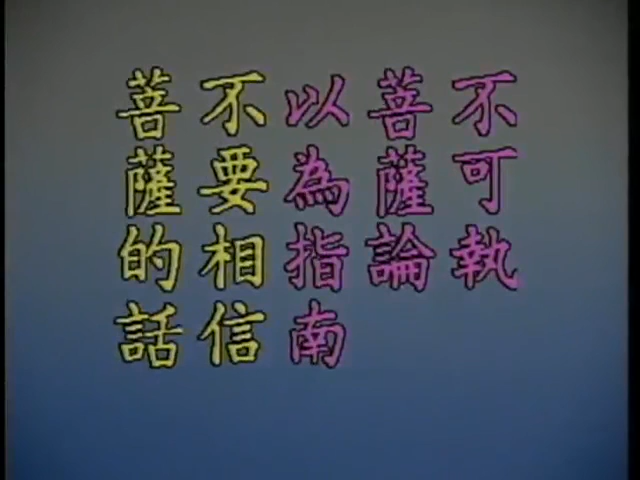 不可執
菩薩論
以為指南
不要相信
菩薩的話